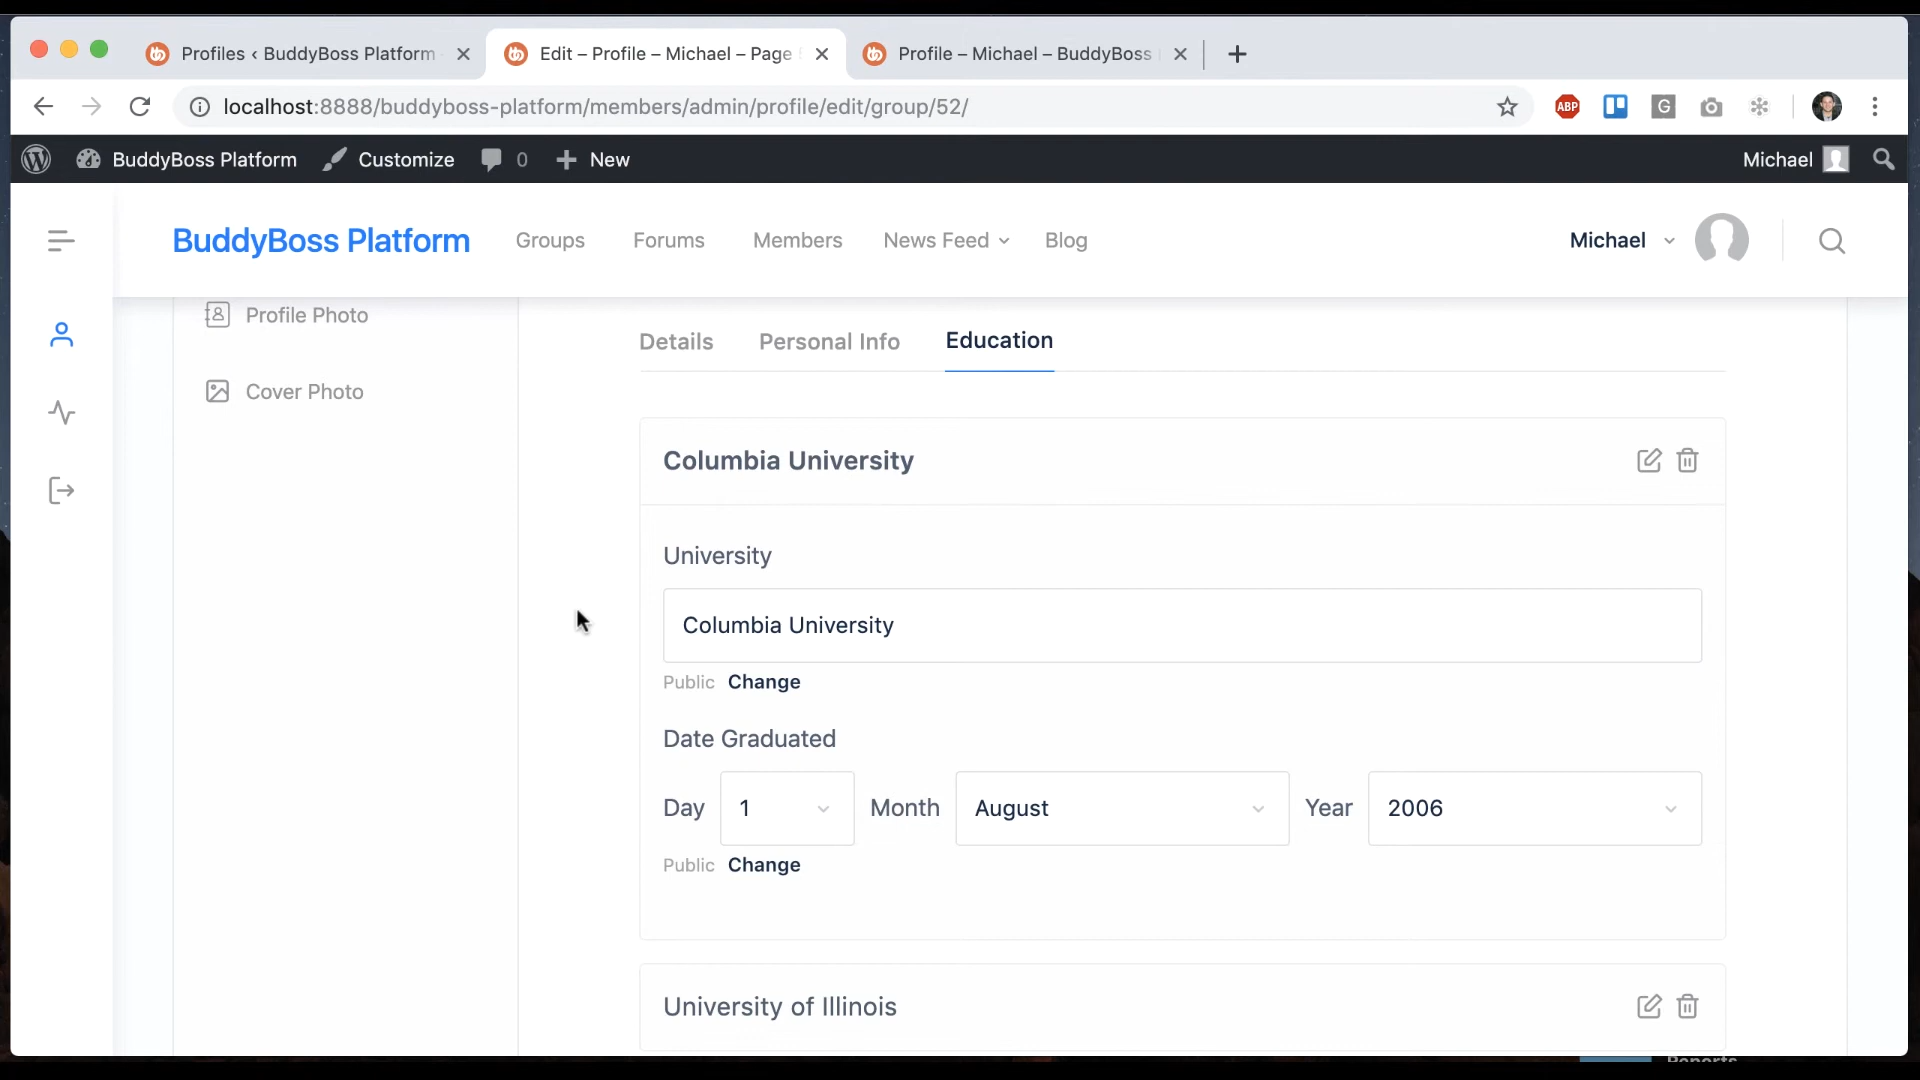 Profiles ‹ BuddyBoss Platform
Edit – Profile – Michael – Page
Profile – Michael – BuddyBoss
localhost:8888/buddyboss-platform/members/admin/profile/edit/group/52/
ABP
G
BuddyBoss Platform Customize 0 New
Michael
BuddyBoss Platform
Groups Forums Members News Feed Blog
Michael
Profile Photo
Cover Photo
Details Personal Info Education
Columbia University
University
Columbia University
Public Change
Date Graduated
Day 1 Month August Year 2006
Public Change
University of Illinois
Reports